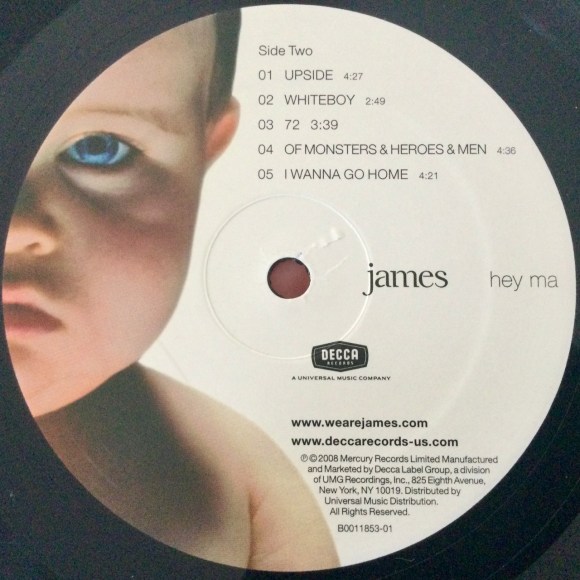 Side Two
01 UPSIDE 4:27
02 WHITEBOY 2:49
03 72 3:39
04 OF MONSTERS & HEROES & MEN 4:36
05 I WANNA GO HOME 4:21
james hey ma
DECCA
RECORDS
A UNIVERSAL MUSIC COMPANY
www.wearejames.com
www.deccarecords-us.com
℗©2008 Mercury Records Limited Manufactured
and Marketed by Decca Label Group, a division
of UMG Recordings, Inc., 825 Eighth Avenue,
New York, NY 10019. Distributed by
Universal Music Distribution.
All Rights Reserved.
B0011853-01